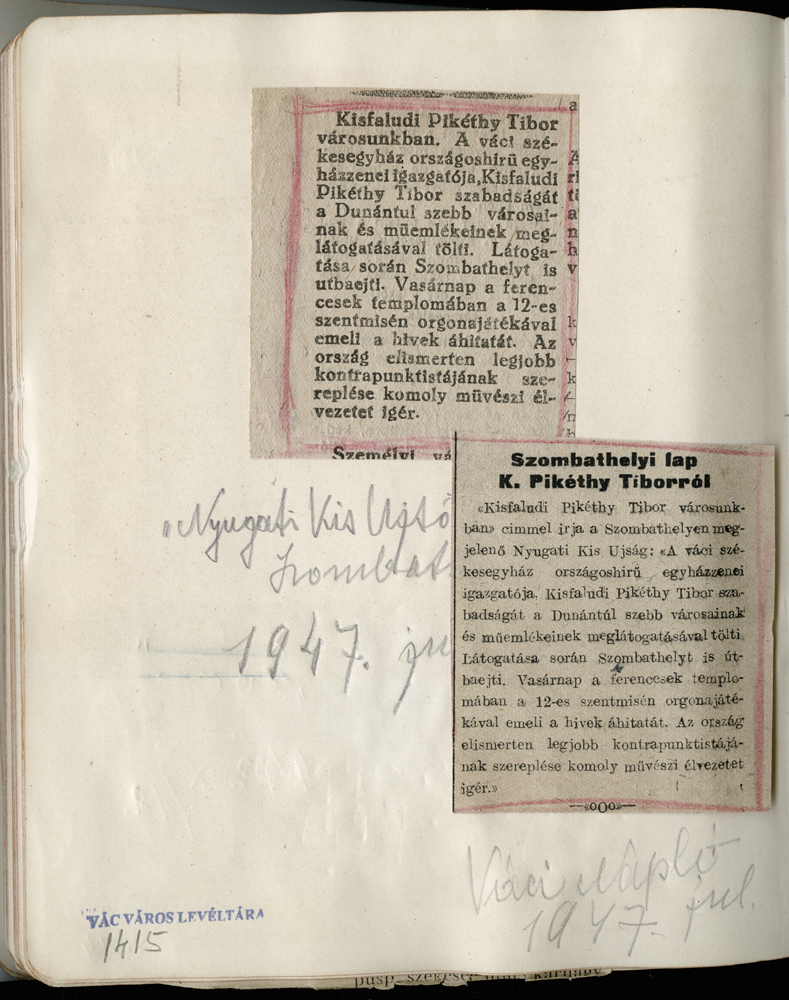 Kisfaludi Pikéthy Tibor
városunkban. A váci szé-
kesegyház országoshirü egy-
házzenei igazgatója, Kisfaludi
Pikéthy Tibor szabadságát
a Dunántul szebb városai-
nak és müemlékeinek meg-
látogatásával tölti. Látoga-
tása során Szombathelyt is
utbaejti. Vasárnap a feren-
cesek templomában a 12-es
szentmisén orgonajátékával
emeli a hivek áhitatát. Az
ország elismerten legjobb
kontrapunktistájának sze-
replése komoly müvészi él-
vezetet igér.
Személyi
"Nyugati Kis Ujsá
Szombat
1947. jul
Szombathelyi lap
K. Pikéthy Tiborról
«Kisfaludi Pikéthy Tibor városunk-
ban» cimmel irja a Szombathelyen meg-
jelenő Nyugati Kis Ujság: «A váci szé-
kesegyház országoshirű egyházzenei
igazgatója, Kisfaludi Pikéthy Tibor sza-
badságát a Dunántúl szebb városainak
és műemlékeinek meglátogatásával tölti
Látogatása során Szombathelyt is út-
baejti. Vasárnap a ferencesek templo-
mában a 12-es szentmisén orgonajáté-
kával emeli a hivek áhitatát. Az ország
elismerten legjobb kontrapunktistájá-
nak szereplése komoly művészi élvezetet
igér.»
—«oOo»—
Váci Napló
1947. jul.
VÁC VÁROS LEVÉLTÁRA
1415